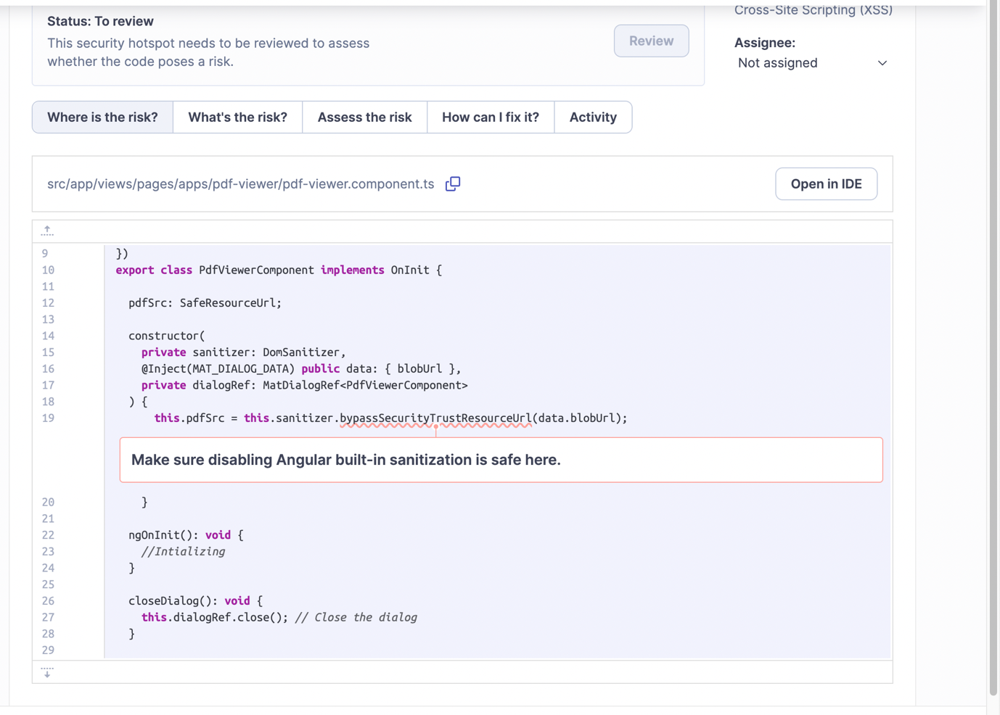 Cross-Site Scripting (XSS)
Status: To review
This security hotspot needs to be reviewed to assess
whether the code poses a risk.
Review
Assignee:
Not assigned
Where is the risk?
What's the risk?
Assess the risk
How can I fix it?
Activity
src/app/views/pages/apps/pdf-viewer/pdf-viewer.component.ts
Open in IDE
9 })
10 export class PdfViewerComponent implements OnInit {
11
12 pdfSrc: SafeResourceUrl;
13
14 constructor(
15 private sanitizer: DomSanitizer,
16 @Inject(MAT_DIALOG_DATA) public data: { blobUrl },
17 private dialogRef: MatDialogRef<PdfViewerComponent>
18 ) {
19 this.pdfSrc = this.sanitizer.bypassSecurityTrustResourceUrl(data.blobUrl);
Make sure disabling Angular built-in sanitization is safe here.
20 }
21
22 ngOnInit(): void {
23 //Intializing
24 }
25
26 closeDialog(): void {
27 this.dialogRef.close(); // Close the dialog
28 }
29